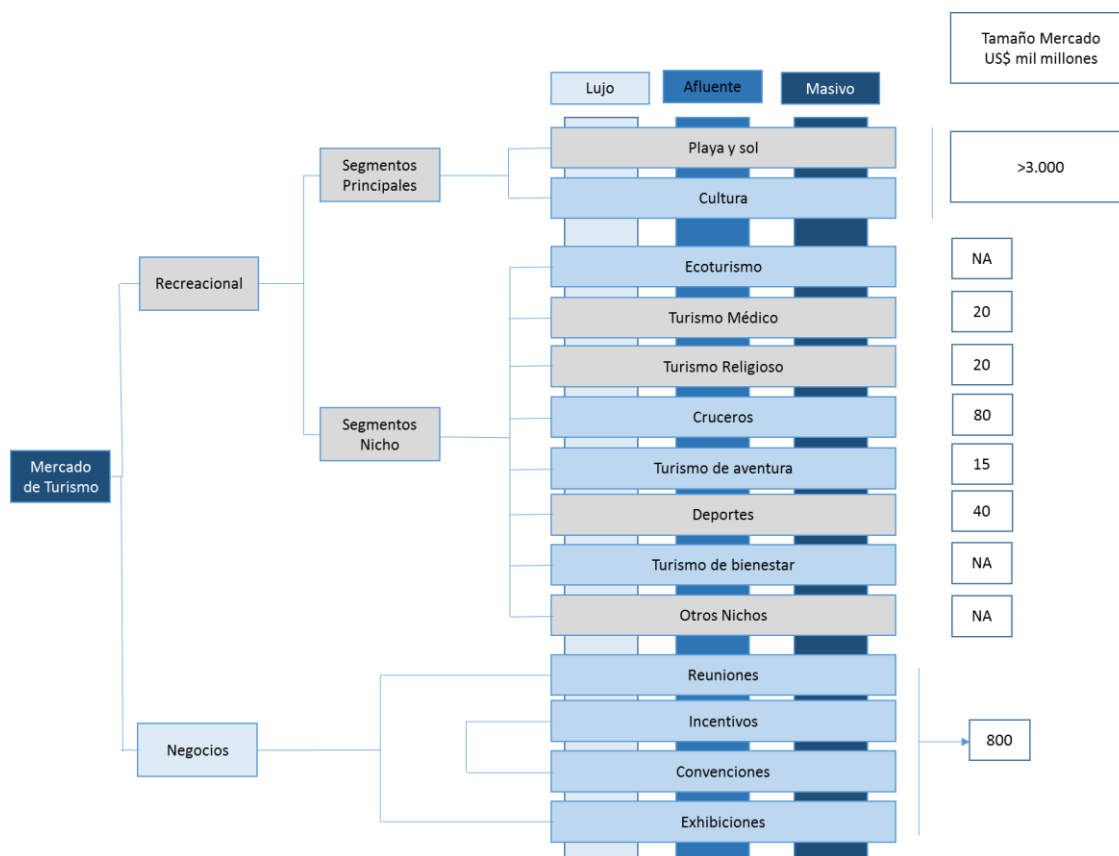 Tamaño Mercado
US$ mil millones
Lujo
Afluente
Masivo
Playa y sol
Segmentos
Principales
>3.000
Cultura
Ecoturismo
NA
Recreacional
Turismo Médico
20
Turismo Religioso
20
Cruceros
80
Segmentos
Nicho
Mercado
de Turismo
Turismo de aventura
15
Deportes
40
Turismo de bienestar
NA
Otros Nichos
NA
Reuniones
Incentivos
Negocios
800
Convenciones
Exhibiciones